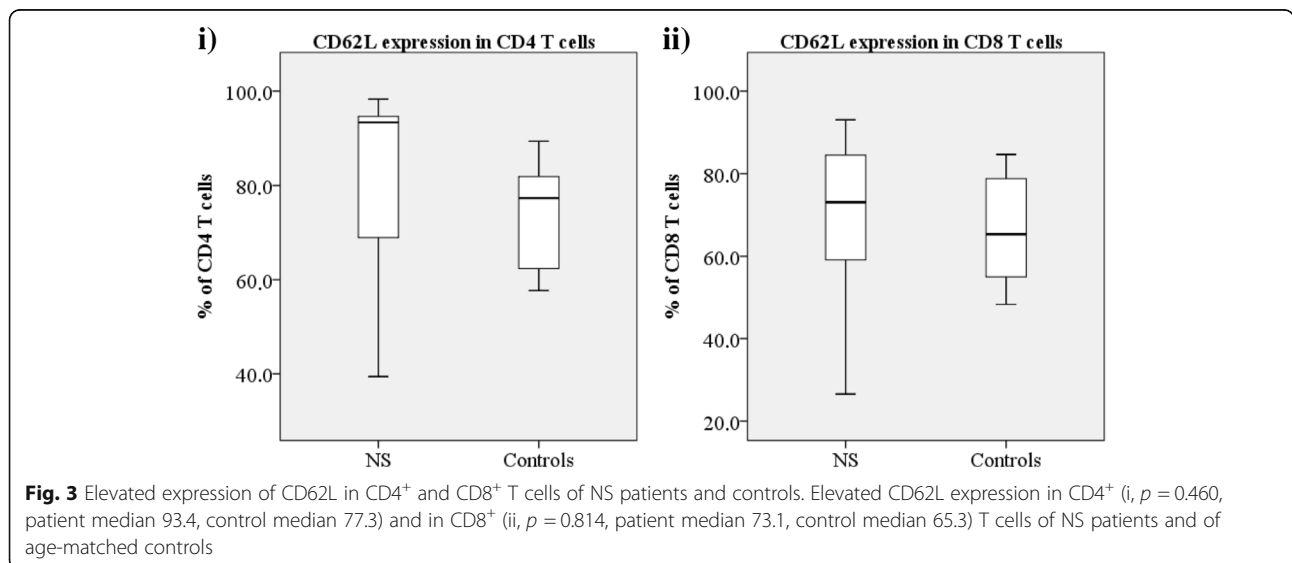 i)
CD62L expression in CD4 T cells
100.0
80.0
60.0
40.0
% of CD4 T cells
NS
Controls
ii)
CD62L expression in CD8 T cells
100.0
80.0
60.0
40.0
20.0
% of CD8 T cells
NS
Controls
Fig. 3 Elevated expression of CD62L in CD4⁺ and CD8⁺ T cells of NS patients and controls. Elevated CD62L expression in CD4⁺ (i, p = 0.460,
patient median 93.4, control median 77.3) and in CD8⁺ (ii, p = 0.814, patient median 73.1, control median 65.3) T cells of NS patients and of
age-matched controls